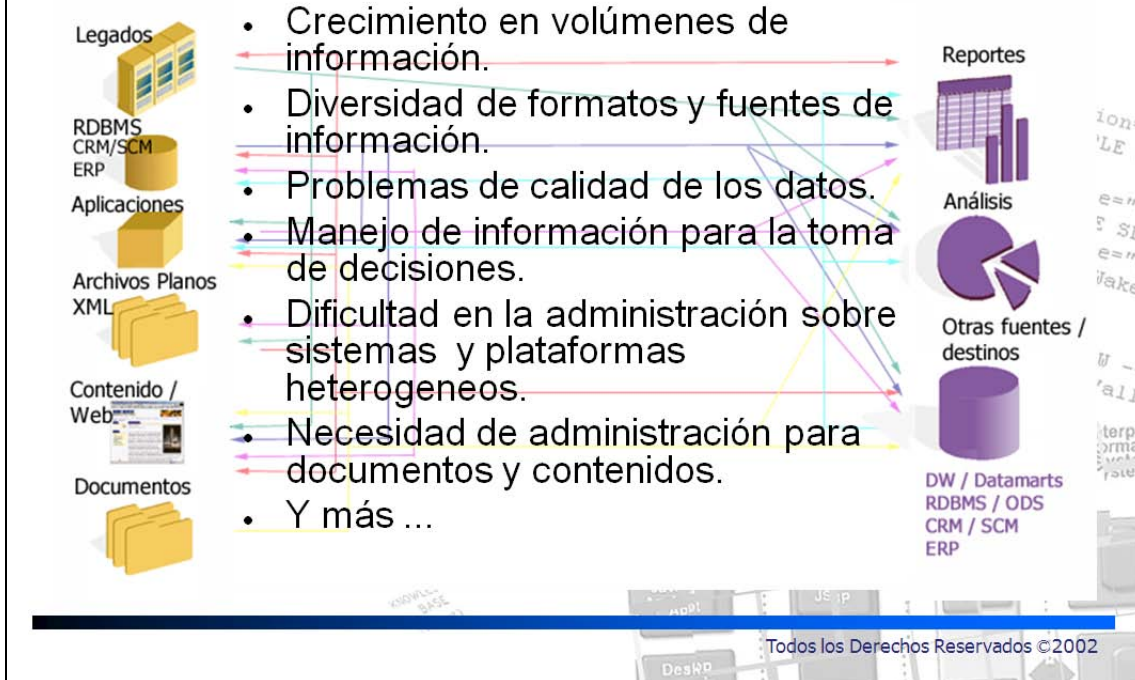 Legados
RDBMS
CRM/SCM
ERP
Aplicaciones
Archivos Planos
XML
Contenido /
Web
Documentos
• Crecimiento en volúmenes de
información.
• Diversidad de formatos y fuentes de
información.
• Problemas de calidad de los datos.
• Manejo de información para la toma
de decisiones.
• Dificultad en la administración sobre
sistemas y plataformas
heterogeneos.
• Necesidad de administración para
documentos y contenidos.
• Y más ...
Reportes
Análisis
Otras fuentes /
destinos
DW / Datamarts
RDBMS / ODS
CRM / SCM
ERP
KNOWLE
BASE
Todos los Derechos Reservados ©2002